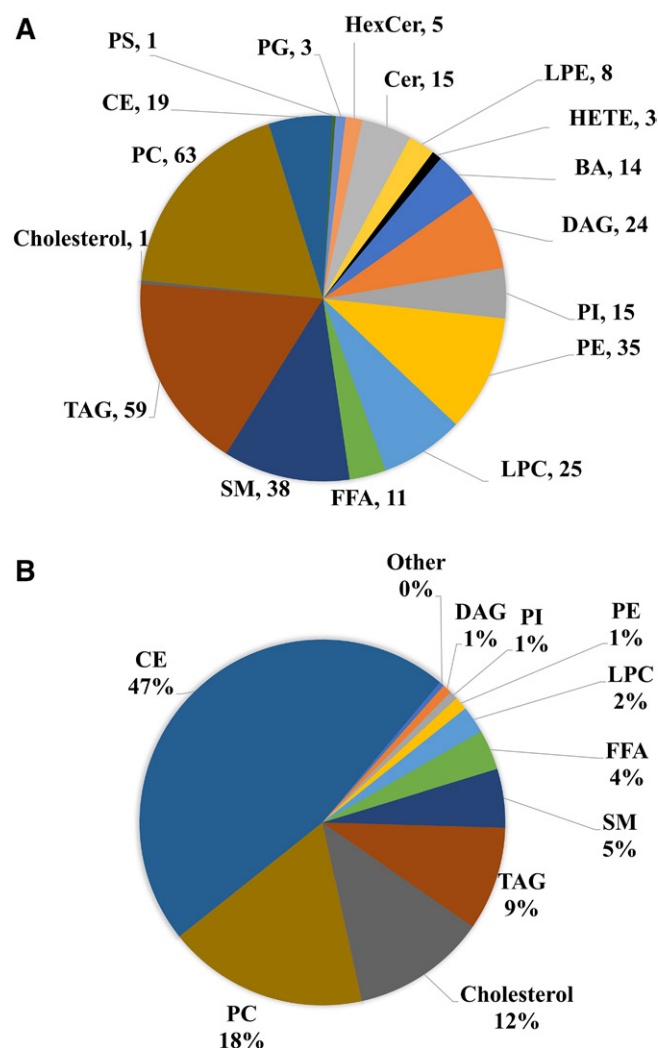 A
PS, 1
PG, 3
HexCer, 5
Cer, 15
LPE, 8
HETE, 3
BA, 14
DAG, 24
PI, 15
PE, 35
LPC, 25
FFA, 11
SM, 38
TAG, 59
Cholesterol, 1
PC, 63
CE, 19
B
Other
0%
DAG
1%
PI
1%
PE
1%
LPC
2%
FFA
4%
SM
5%
TAG
9%
Cholesterol
12%
PC
18%
CE
47%